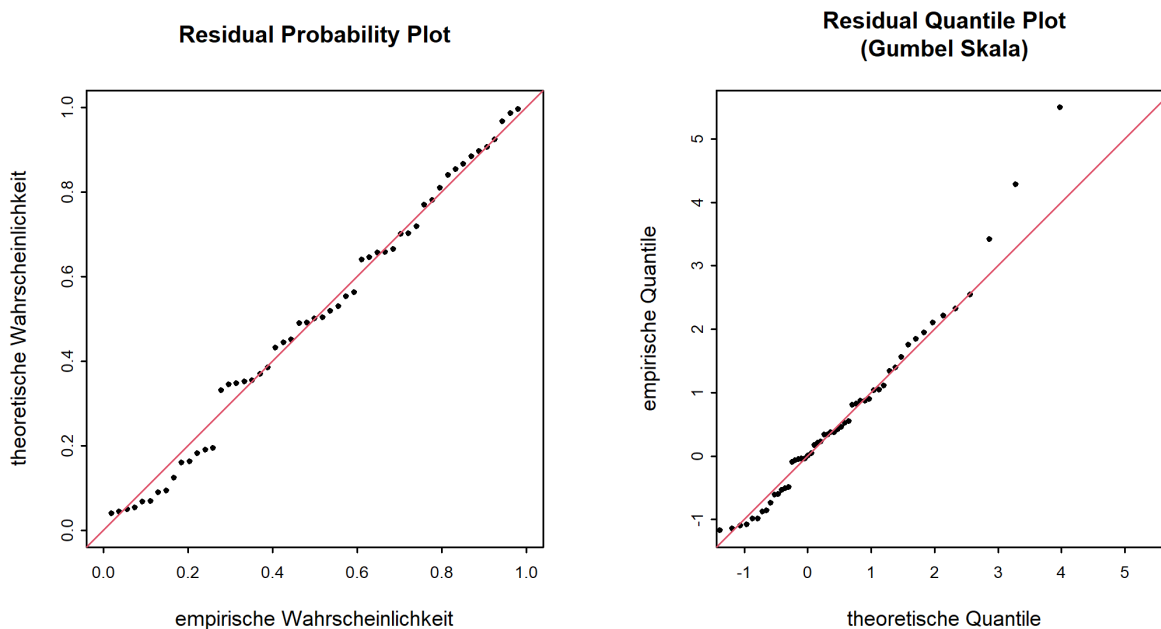 Residual Probability Plot
theoretische Wahrscheinlichkeit
0.0 0.2 0.4 0.6 0.8 1.0
0.0 0.2 0.4 0.6 0.8 1.0
empirische Wahrscheinlichkeit
Residual Quantile Plot
(Gumbel Skala)
empirische Quantile
-1 0 1 2 3 4 5
-1 0 1 2 3 4 5
theoretische Quantile